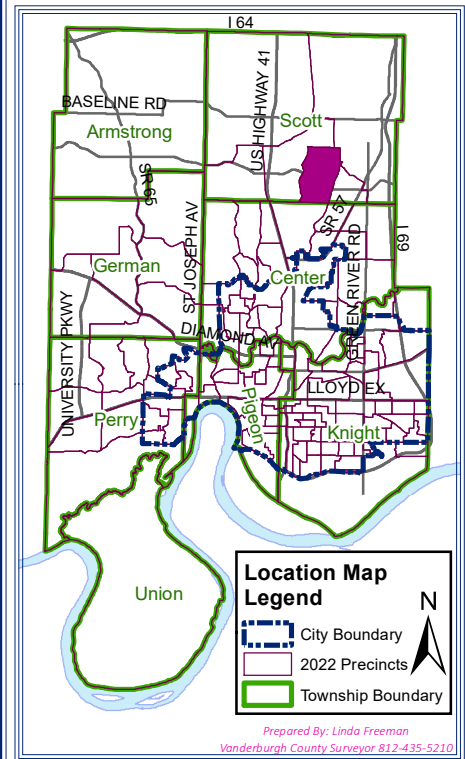 I 64
US HIGHWAY 41
BASELINE RD
Scott
Armstrong
SR 65
SR 57
ST JOSEPH AV
GREEN RIVER RD
I 69
German
Center
UNIVERSITY PKWY
DIAMOND AV
LLOYD EX
Perry
Pigeon
Knight
Union
Location Map
Legend
N
City Boundary
2022 Precincts
Township Boundary
Prepared By: Linda Freeman
Vanderburgh County Surveyor 812-435-5210